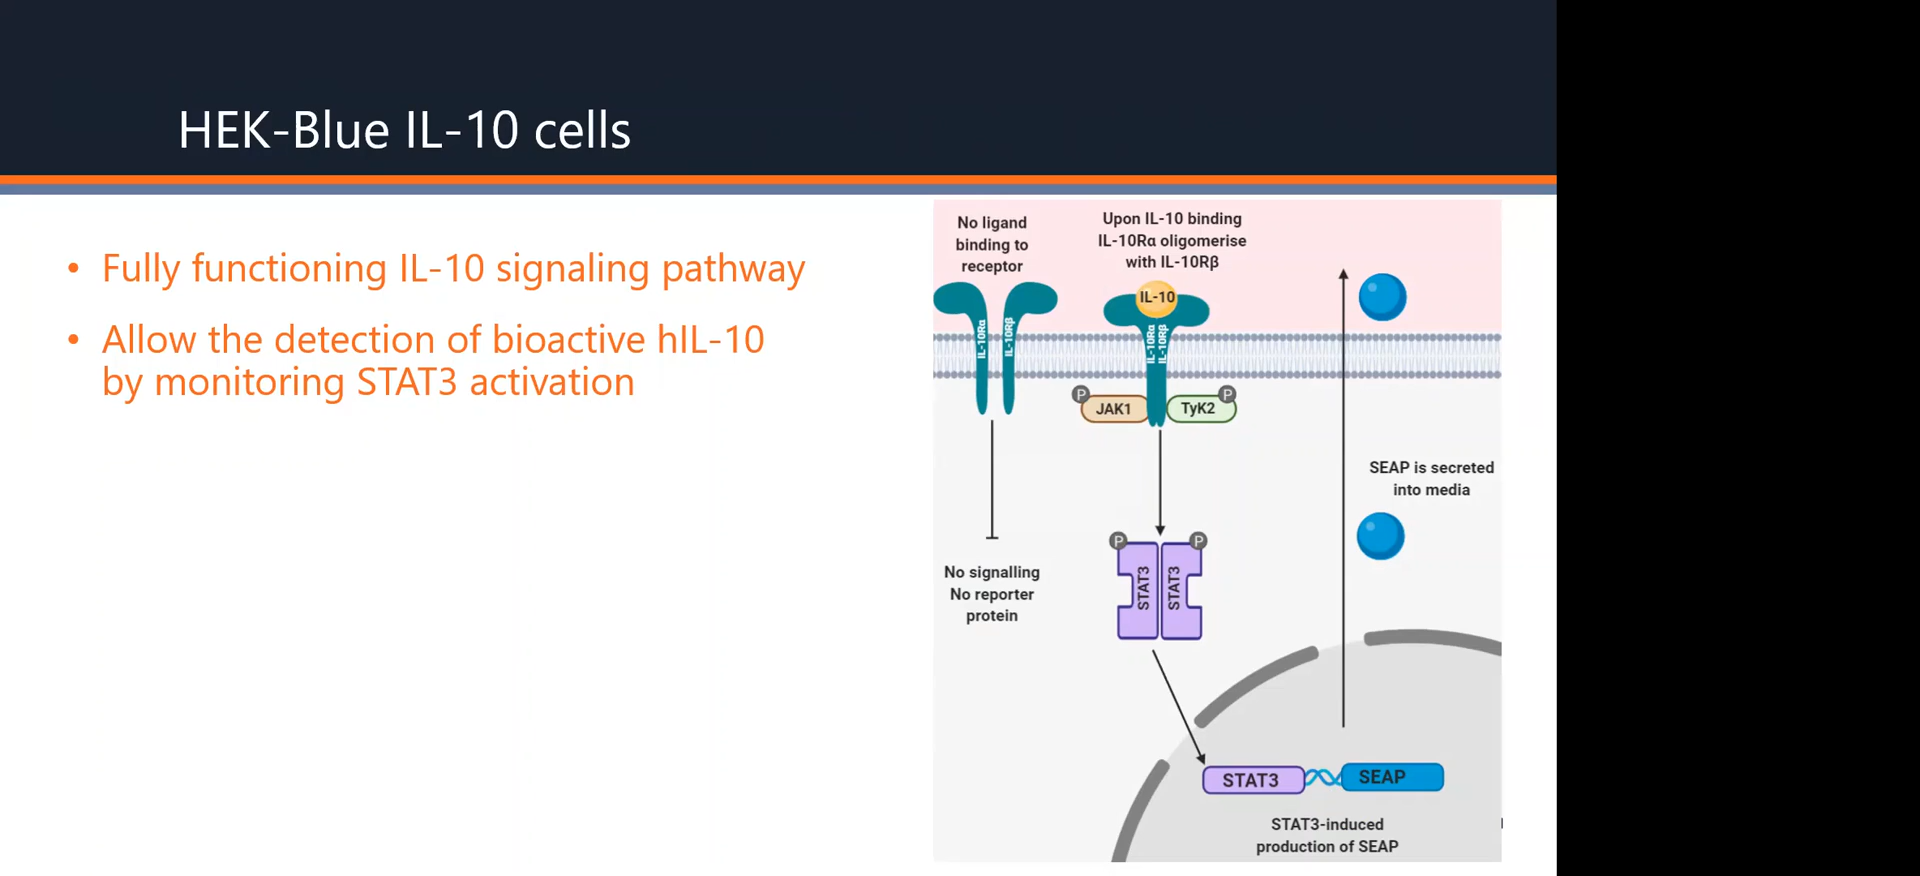 HEK-Blue IL-10 cells
• Fully functioning IL-10 signaling pathway
• Allow the detection of bioactive hIL-10
by monitoring STAT3 activation
No ligand
binding to
receptor
Upon IL-10 binding
IL-10Rα oligomerise
with IL-10Rβ
IL-10
IL-10Rα
IL-10Rβ
IL-10Rα
IL-10Rβ
P
JAK1
TyK2
P
SEAP is secreted
into media
P
P
STAT3
STAT3
No signalling
No reporter
protein
STAT3
SEAP
STAT3-induced
production of SEAP